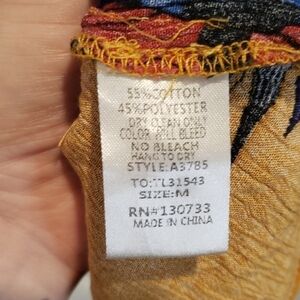 55% COTTON
45% POLYESTER
DRY CLEAN ONLY
COLOR WILL BLEED
NO BLEACH
HANG TO DRY
STYLE:A3785
TO:TL31543
SIZE:M
RN#130733
MADE IN CHINA